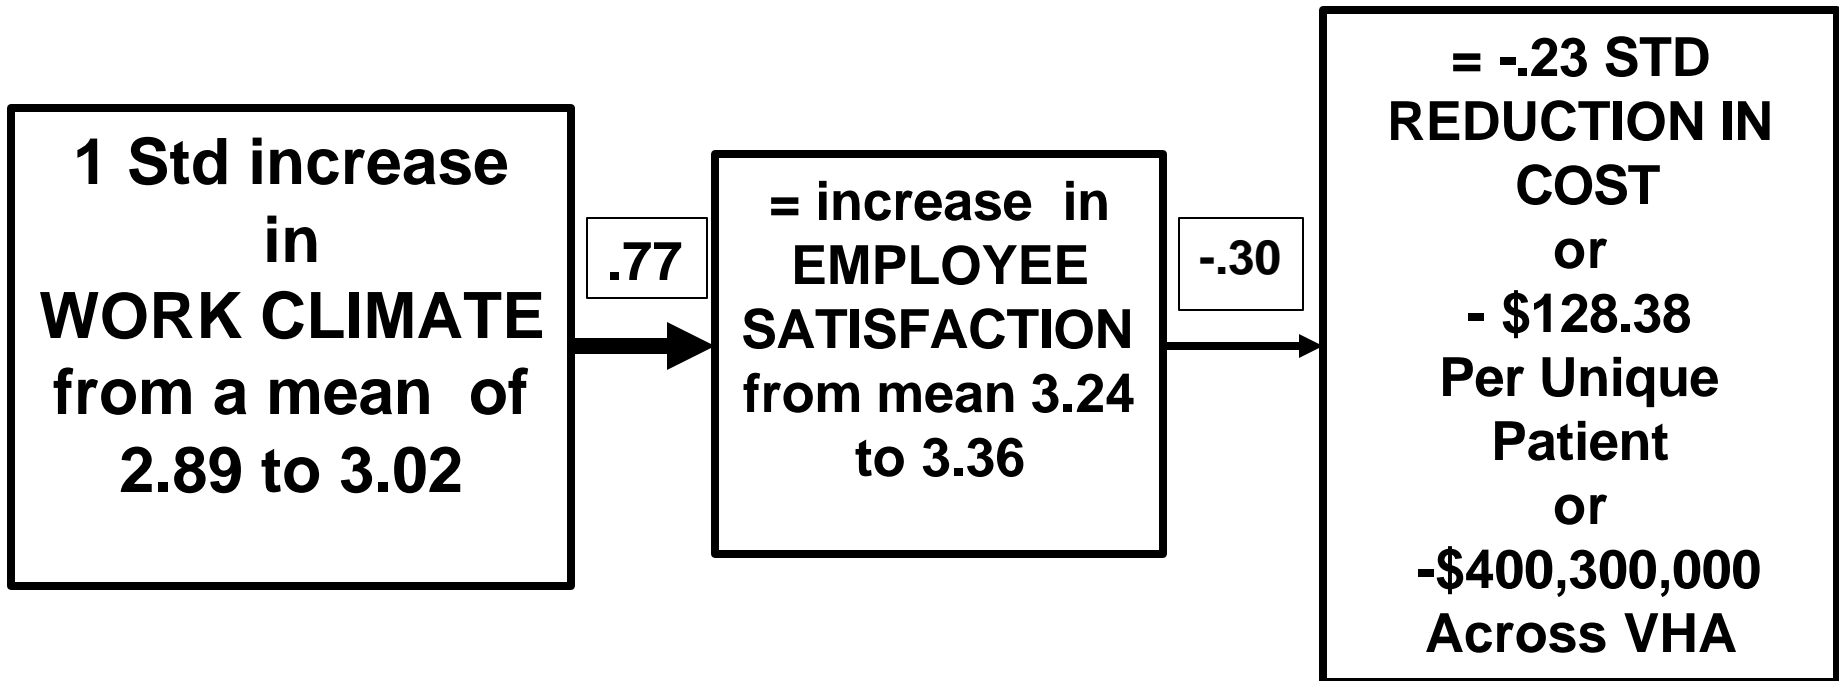 1 Std increase
in
WORK CLIMATE
from a mean of
2.89 to 3.02
.77
= increase in
EMPLOYEE
SATISFACTION
from mean 3.24
to 3.36
-.30
= -.23 STD
REDUCTION IN
COST
or
- $128.38
Per Unique
Patient
or
-$400,300,000
Across VHA